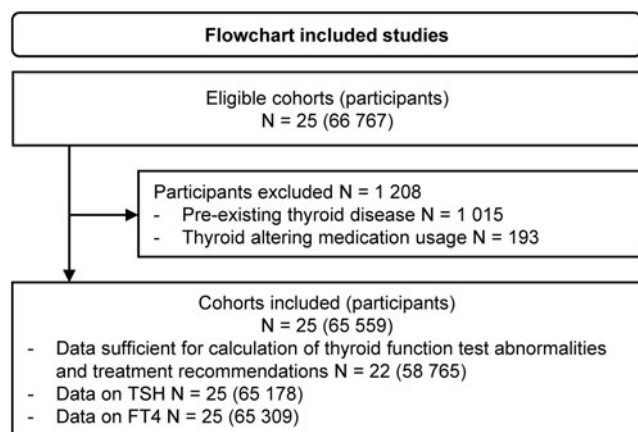 Flowchart included studies
Eligible cohorts (participants)
N = 25 (66 767)
Participants excluded N = 1 208
- Pre-existing thyroid disease N = 1 015
- Thyroid altering medication usage N = 193
Cohorts included (participants)
N = 25 (65 559)
- Data sufficient for calculation of thyroid function test abnormalities
and treatment recommendations N = 22 (58 765)
- Data on TSH N = 25 (65 178)
- Data on FT4 N = 25 (65 309)